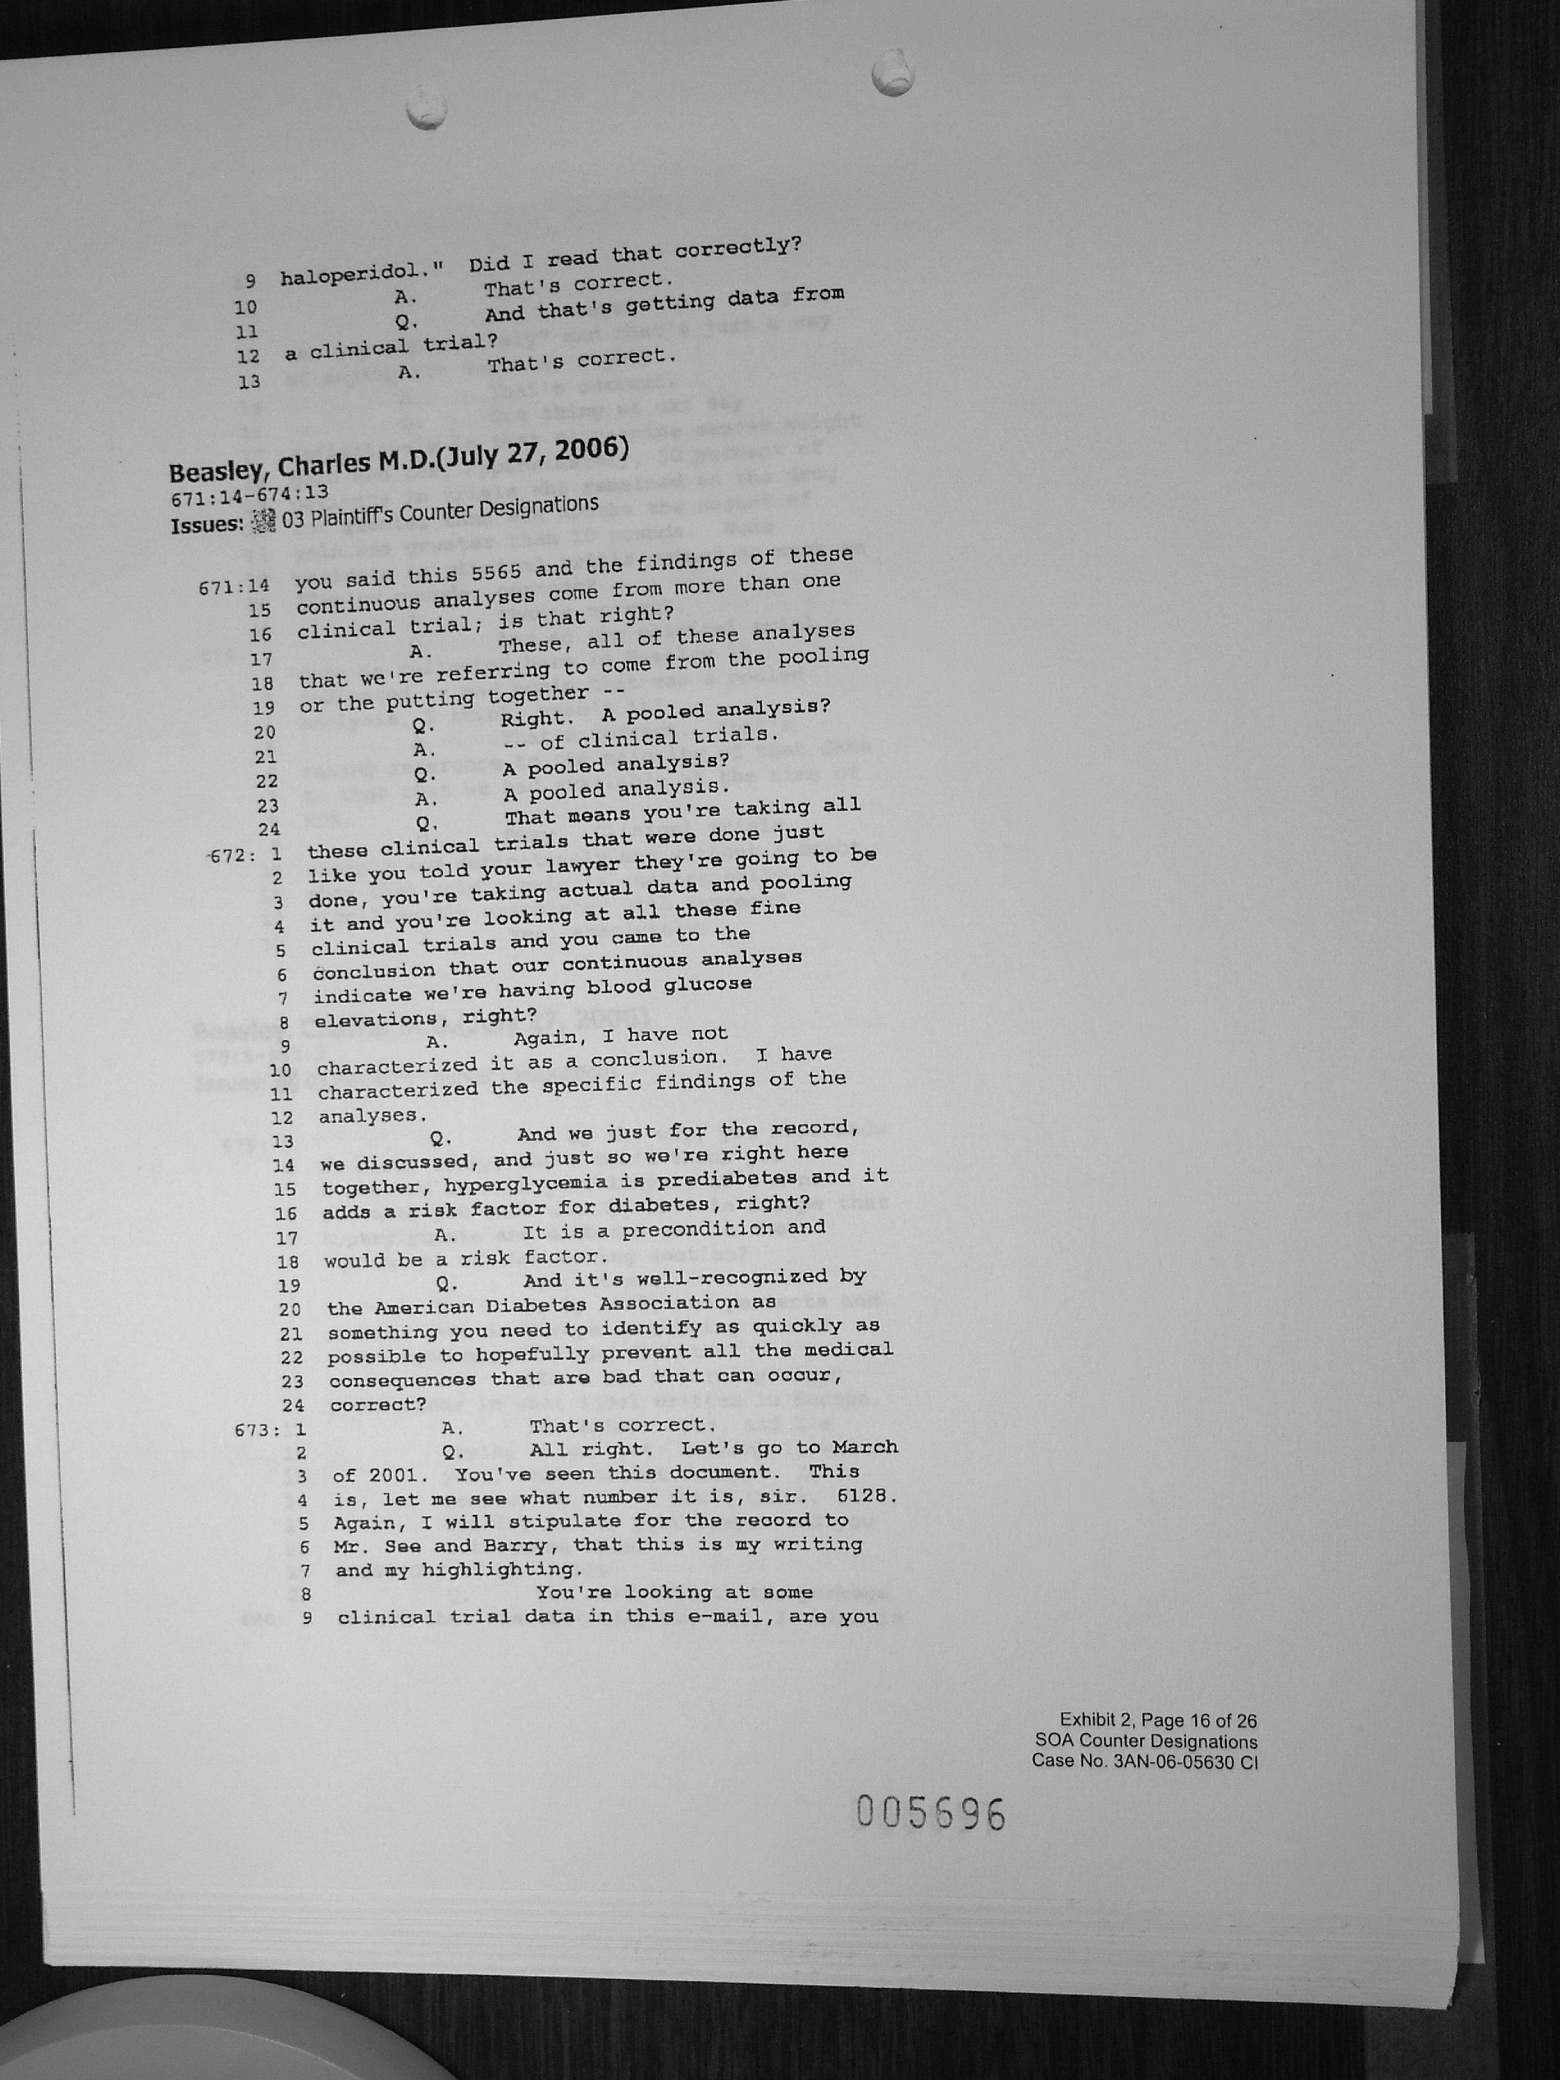 9 haloperidol." Did I read that correctly?
10 A. That's correct.
11 Q. And that's getting data from
12 a clinical trial?
13 A. That's correct.
Beasley, Charles M.D.(July 27, 2006)
671:14-674:13
Issues: 03 Plaintiff's Counter Designations
671:14 you said this 5565 and the findings of these
15 continuous analyses come from more than one
16 clinical trial; is that right?
17 A. These, all of these analyses
18 that we're referring to come from the pooling
19 or the putting together --
20 Q. Right. A pooled analysis?
21 A. -- of clinical trials.
22 Q. A pooled analysis?
23 A. A pooled analysis.
24 Q. That means you're taking all
672: 1 these clinical trials that were done just
2 like you told your lawyer they're going to be
3 done, you're taking actual data and pooling
4 it and you're looking at all these fine
5 clinical trials and you came to the
6 conclusion that our continuous analyses
7 indicate we're having blood glucose
8 elevations, right?
9 A. Again, I have not
10 characterized it as a conclusion. I have
11 characterized the specific findings of the
12 analyses.
13 Q. And we just for the record,
14 we discussed, and just so we're right here
15 together, hyperglycemia is prediabetes and it
16 adds a risk factor for diabetes, right?
17 A. It is a precondition and
18 would be a risk factor.
19 Q. And it's well-recognized by
20 the American Diabetes Association as
21 something you need to identify as quickly as
22 possible to hopefully prevent all the medical
23 consequences that are bad that can occur,
24 correct?
673: 1 A. That's correct.
2 Q. All right. Let's go to March
3 of 2001. You've seen this document. This
4 is, let me see what number it is, sir. 6128.
5 Again, I will stipulate for the record to
6 Mr. See and Barry, that this is my writing
7 and my highlighting.
8 You're looking at some
9 clinical trial data in this e-mail, are you
Exhibit 2, Page 16 of 26
SOA Counter Designations
Case No. 3AN-06-05630 CI
005696